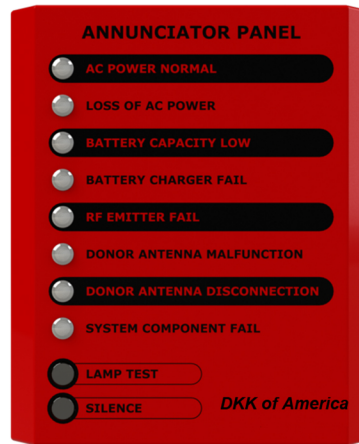 ANNUNCIATOR PANEL
AC POWER NORMAL
LOSS OF AC POWER
BATTERY CAPACITY LOW
BATTERY CHARGER FAIL
RF EMITTER FAIL
DONOR ANTENNA MALFUNCTION
DONOR ANTENNA DISCONNECTION
SYSTEM COMPONENT FAIL
LAMP TEST
SILENCE
DKK of America